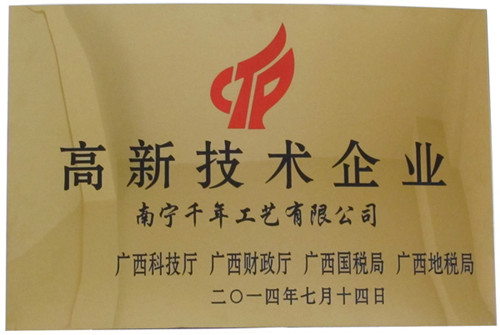 CTP
高新技术企业
南宁千年工艺有限公司
广西科技厅 广西财政厅 广西国税局 广西地税局
二〇一四年七月十四日